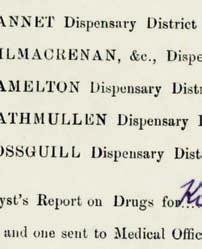 ANNET Dispensary District
ILMACRENAN, &c., Dispe
AMELTON Dispensary Distr
ATHMULLEN Dispensary D
OSSGUILL Dispensary Dist
yst's Report on Drugs for
and one sent to Medical Offic